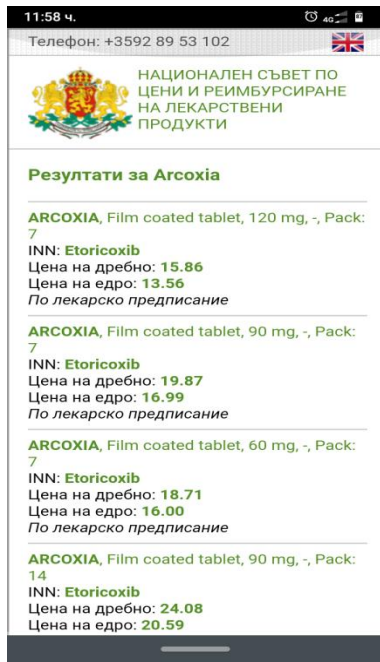 11:58 ч.
4G
87
Телефон: +3592 89 53 102
НАЦИОНАЛЕН СЪВЕТ ПО
ЦЕНИ И РЕИМБУРСИРАНЕ
НА ЛЕКАРСТВЕНИ
ПРОДУКТИ
Резултати за Arcoxia
ARCOXIA, Film coated tablet, 120 mg, -, Pack:
7
INN: Etoricoxib
Цена на дребно: 15.86
Цена на едро: 13.56
По лекарско предписание
ARCOXIA, Film coated tablet, 90 mg, -, Pack:
7
INN: Etoricoxib
Цена на дребно: 19.87
Цена на едро: 16.99
По лекарско предписание
ARCOXIA, Film coated tablet, 60 mg, -, Pack:
7
INN: Etoricoxib
Цена на дребно: 18.71
Цена на едро: 16.00
По лекарско предписание
ARCOXIA, Film coated tablet, 90 mg, -, Pack:
14
INN: Etoricoxib
Цена на дребно: 24.08
Цена на едро: 20.59